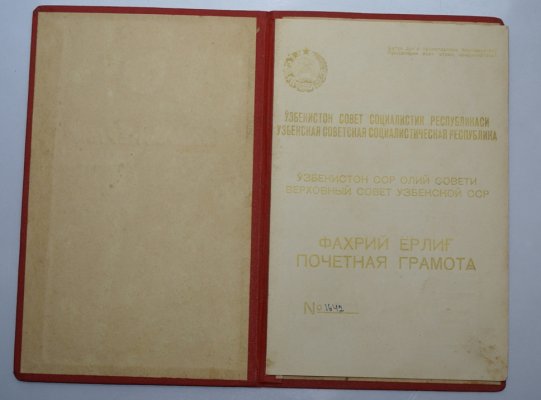 ЎЗБЕКИСТОН СОВЕТ СОЦИАЛИСТИК РЕСПУБЛИКАСИ
УЗБЕКСКАЯ СОВЕТСКАЯ СОЦИАЛИСТИЧЕСКАЯ РЕСПУБЛИКА
ЎЗБЕКИСТОН ССР ОЛИЙ СОВЕТИ
ВЕРХОВНЫЙ СОВЕТ УЗБЕКСКОЙ ССР
ФАХРИЙ ЁРЛИҒ
ПОЧЕТНАЯ ГРАМОТА
№ 1642